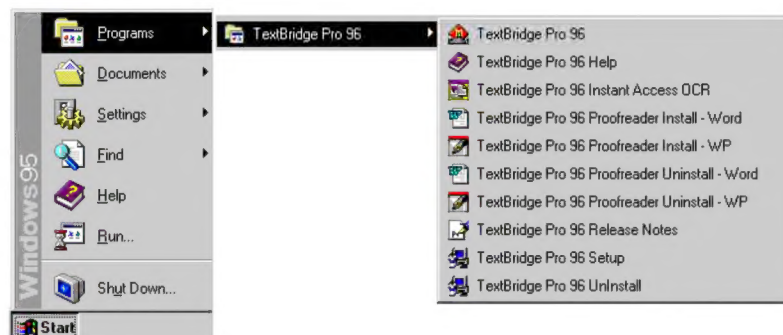 Windows95
Programs
Documents
Settings
Find
Help
Run...
Shut Down...
Start
TextBridge Pro 96
TextBridge Pro 96
TextBridge Pro 96 Help
TextBridge Pro 96 Instant Access OCR
TextBridge Pro 96 Proofreader Install - Word
TextBridge Pro 96 Proofreader Install - WP
TextBridge Pro 96 Proofreader Uninstall - Word
TextBridge Pro 96 Proofreader Uninstall - WP
TextBridge Pro 96 Release Notes
TextBridge Pro 96 Setup
TextBridge Pro 96 UnInstall